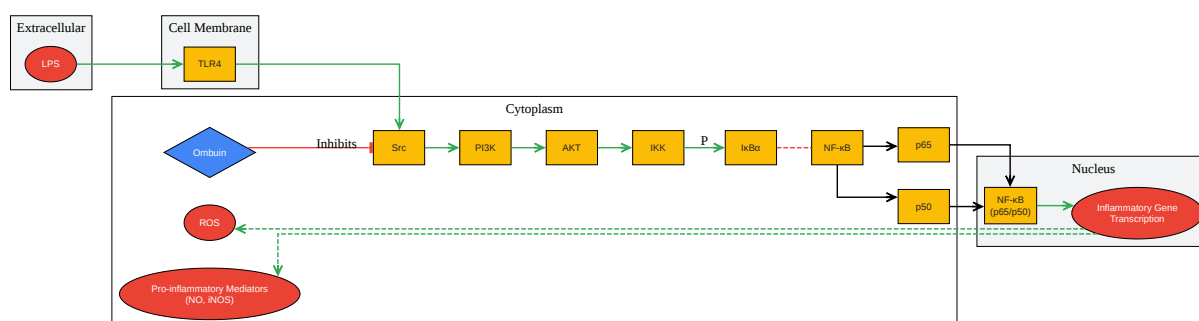 Extracellular
Cell Membrane
LPS
TLR4
Cytoplasm
Ombuin
Inhibits
Src
PI3K
AKT
IKK
P
IκBα
NF-κB
p65
p50
Nucleus
NF-κB
(p65/p50)
Inflammatory Gene
Transcription
ROS
Pro-inflammatory Mediators
(NO, iNOS)